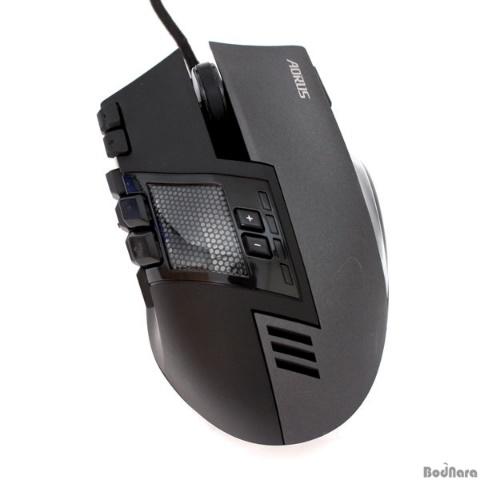 AORUS
+
-
BodNara